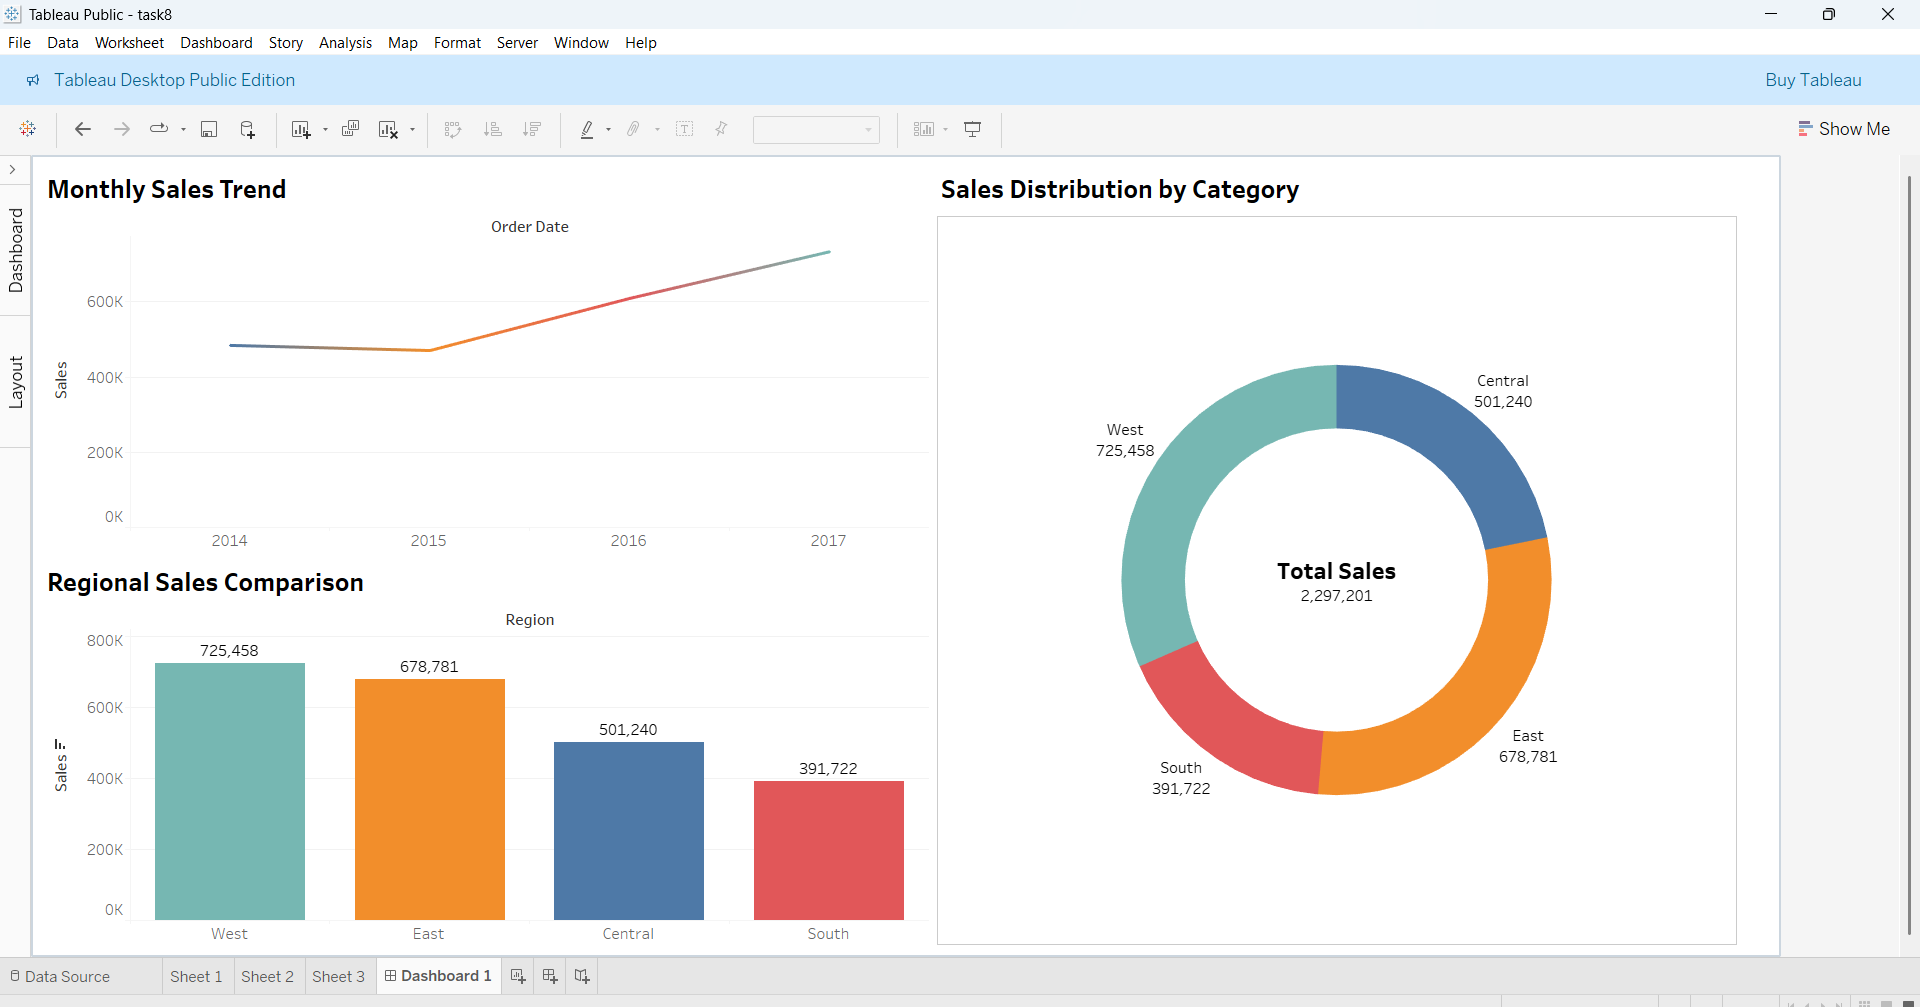 Tableau Public - task8
File Data Worksheet Dashboard Story Analysis Map Format Server Window Help
Tableau Desktop Public Edition
Buy Tableau
Show Me
Dashboard
Layout
Monthly Sales Trend
Order Date
Sales
600K
400K
200K
0K
2014 2015 2016 2017
Regional Sales Comparison
Region
Sales
800K
600K
400K
200K
0K
725,458
678,781
501,240
391,722
West East Central South
Sales Distribution by Category
Central
501,240
West
725,458
Total Sales
2,297,201
East
678,781
South
391,722
Data Source Sheet 1 Sheet 2 Sheet 3 Dashboard 1